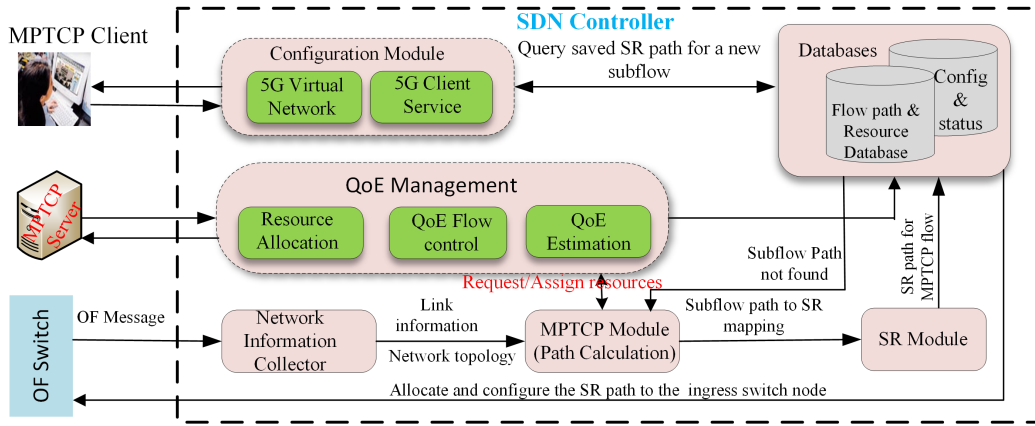 SDN Controller
MPTCP Client
Configuration Module
5G Virtual
Network
5G Client
Service
Query saved SR path for a new
subflow
Databases
Config
&
status
Flow path &
Resource
Database
MPTCP
Server
QoE Management
Resource
Allocation
QoE Flow
control
QoE
Estimation
Request/Assign resources
Subflow Path
not found
SR path for
MPTCP flow
OF Switch
OF Message
Network
Information
Collector
Link
information
Network topology
MPTCP Module
(Path Calculation)
Subflow path to SR
mapping
SR Module
Allocate and configure the SR path to the ingress switch node